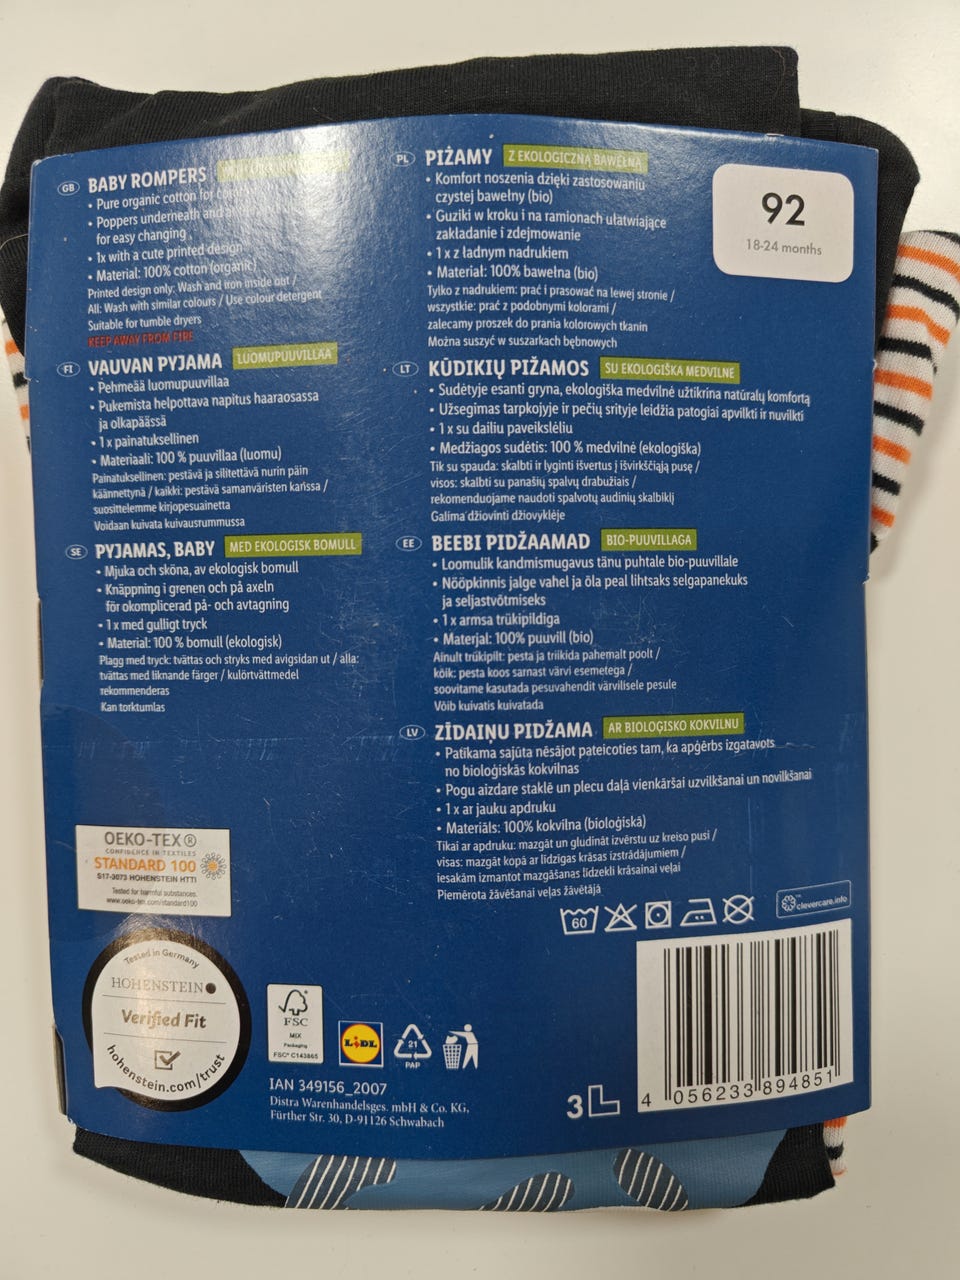 GB BABY ROMPERS
• Pure organic cotton for
• Poppers underneath and
for easy changing
• 1x with a cute printed design
• Material: 100% cotton (organic)
Printed design only: Wash and iron inside out /
All: Wash with similar colours / Use colour detergent
Suitable for tumble dryers
KEEP AWAY FROM FIRE
FI VAUVAN PYJAMA LUOMUPUUVILLAA
• Pehmeää luomupuuvillaa
• Pukemista helpottava napitus haaraosassa
ja olkapäässä
• 1 x painatuksellinen
• Materiaali: 100 % puuvillaa (luomu)
Painatuksellinen: pestävä ja silitettävä nurin päin
käännettynä / kaikki: pestävä samanväristen kanssa /
suosittelemme kirjopesuainetta
Voidaan kuivata kuivausrummussa
SE PYJAMAS, BABY MED EKOLOGISK BOMULL
• Mjuka och sköna, av ekologisk bomull
• Knäppning i grenen och på axeln
för okomplicerad på- och avtagning
• 1 x med gulligt tryck
• Material: 100 % bomull (ekologisk)
Plagg med tryck: tvättas och stryks med avigsidan ut / alla:
tvättas med liknande färger / kulörtvättmedel
rekommenderas
Kan torktumlas
PL PIŻAMY Z EKOLOGICZNĄ BAWEŁNĄ
• Komfort noszenia dzięki zastosowaniu
czystej bawełny (bio)
• Guziki w kroku i na ramionach ułatwiające
zakładanie i zdejmowanie
• 1 x z ładnym nadrukiem
• Materiał: 100% bawełna (bio)
Tylko z nadrukiem: prać i prasować na lewej stronie /
wszystkie: prać z podobnymi kolorami /
zalecamy proszek do prania kolorowych tkanin
Można suszyć w suszarkach bębnowych
LT KŪDIKIŲ PIŽAMOS SU EKOLOGIŠKA MEDVILNE
• Sudėtyje esanti gryna, ekologiška medvilnė užtikrina natūralų komfortą
• Užsegimas tarpkojyje ir pečių srityje leidžia patogiai apvilkti ir nuvilkti
• 1 x su dailiu paveikslėliu
• Medžiagos sudėtis: 100 % medvilnė (ekologiška)
Tik su spauda: skalbti ir lyginti išvertus į išvirkščiąją pusę /
visos: skalbti su panašių spalvų drabužiais /
rekomenduojame naudoti spalvotų audinių skalbiklį
Galima džiovinti džiovyklėje
EE BEEBI PIDŽAAMAD BIO-PUUVILLAGA
• Loomulik kandmismugavus tänu puhtale bio-puuvillale
• Nööpkinnis jalge vahel ja õla peal lihtsaks selgapanekuks
ja seljastvõtmiseks
• 1 x armsa trükipildiga
• Materjal: 100% puuvill (bio)
Ainult trükipilt: pesta ja triikida pahemalt poolt /
kõik: pesta koos sarnast värvi esemetega /
soovitame kasutada pesuvahendit värvilisele pesule
Võib kuivatis kuivatada
LV ZĪDAIŅU PIDŽAMA AR BIOLOĢISKO KOKVILNU
• Patīkama sajūta nēsājot pateicoties tam, ka apģērbs izgatavots
no bioloģiskās kokvilnas
• Pogu aizdare staklē un plecu daļā vienkāršai uzvilkšanai un novilkšanai
• 1 x ar jauku apdruku
• Materiāls: 100% kokvilna (bioloģiskā)
Tikai ar apdruku: mazgāt un gludināt izvērstu uz kreiso pusi /
visas: mazgāt kopā ar līdzīgas krāsas izstrādājumiem /
iesakām izmantot mazgāšanas līdzekli krāsainai veļai
Piemērota žāvēšanai veļas žāvētājā
92
18-24 months
OEKO-TEX®
CONFIDENCE IN TEXTILES
STANDARD 100
S17-3073 HOHENSTEIN HTTI
Tested for harmful substances.
www.oeko-tex.com/standard100
Tested in Germany
HOHENSTEIN
Verified Fit
hohenstein.com/trust
FSC
MIX
Packaging
FSC® C143865
LIDL
21
PAP
60
clevercare.info
IAN 349156_2007
Distra Warenhandelsges. mbH & Co. KG,
Fürther Str. 30, D-91126 Schwabach
3L
4 056233 894851